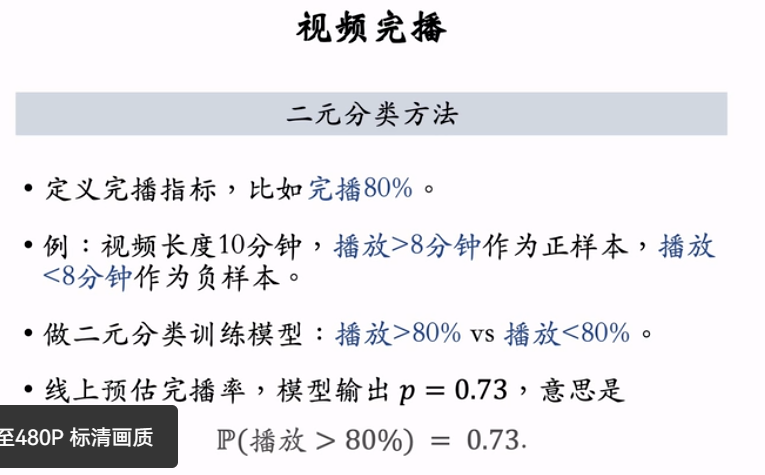 视频完播
二元分类方法
• 定义完播指标，比如完播80%。
• 例：视频长度10分钟，播放>8分钟作为正样本，播放
<8分钟作为负样本。
• 做二元分类训练模型：播放>80% vs 播放<80%。
• 线上预估完播率，模型输出 p = 0.73，意思是
至480P 标清画质
ℙ(播放 > 80%) = 0.73.